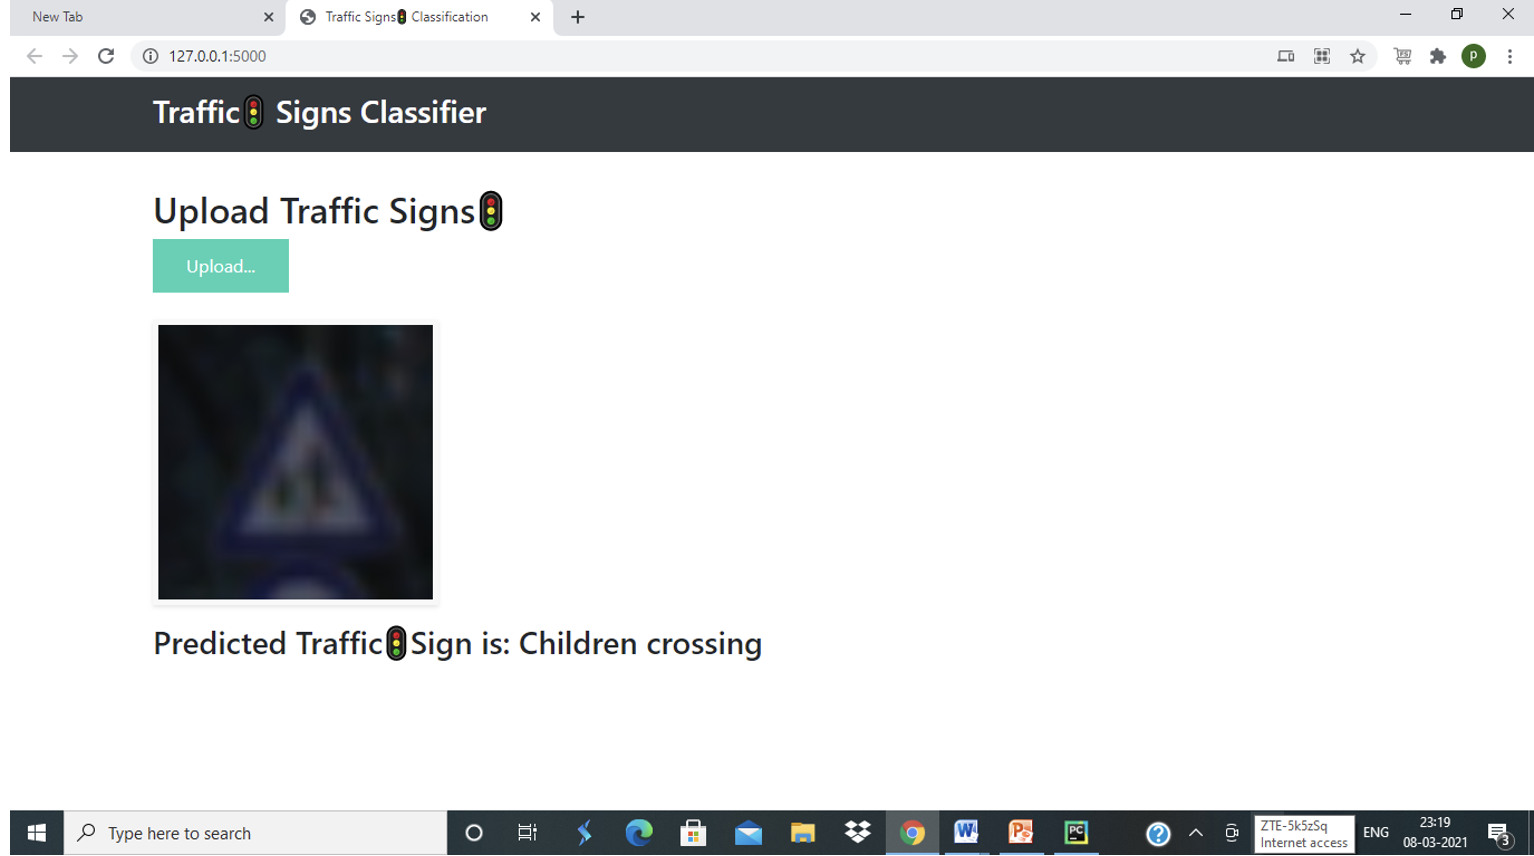 New Tab
Traffic Signs🚦 Classification
127.0.0.1:5000
P
Traffic🚦 Signs Classifier
Upload Traffic Signs🚦
Upload...
Predicted Traffic🚦Sign is: Children crossing
Type here to search
PC
ZTE-5k5zSq
Internet access
ENG
23:19
08-03-2021
3